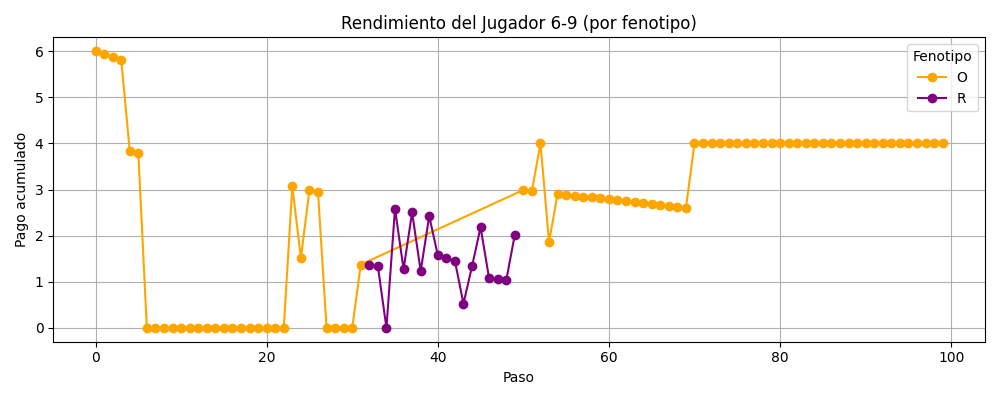 Rendimiento del Jugador 6-9 (por fenotipo)
Pago acumulado
6
5
4
3
2
1
0
0 20 40 60 80 100
Paso
Fenotipo
O
R